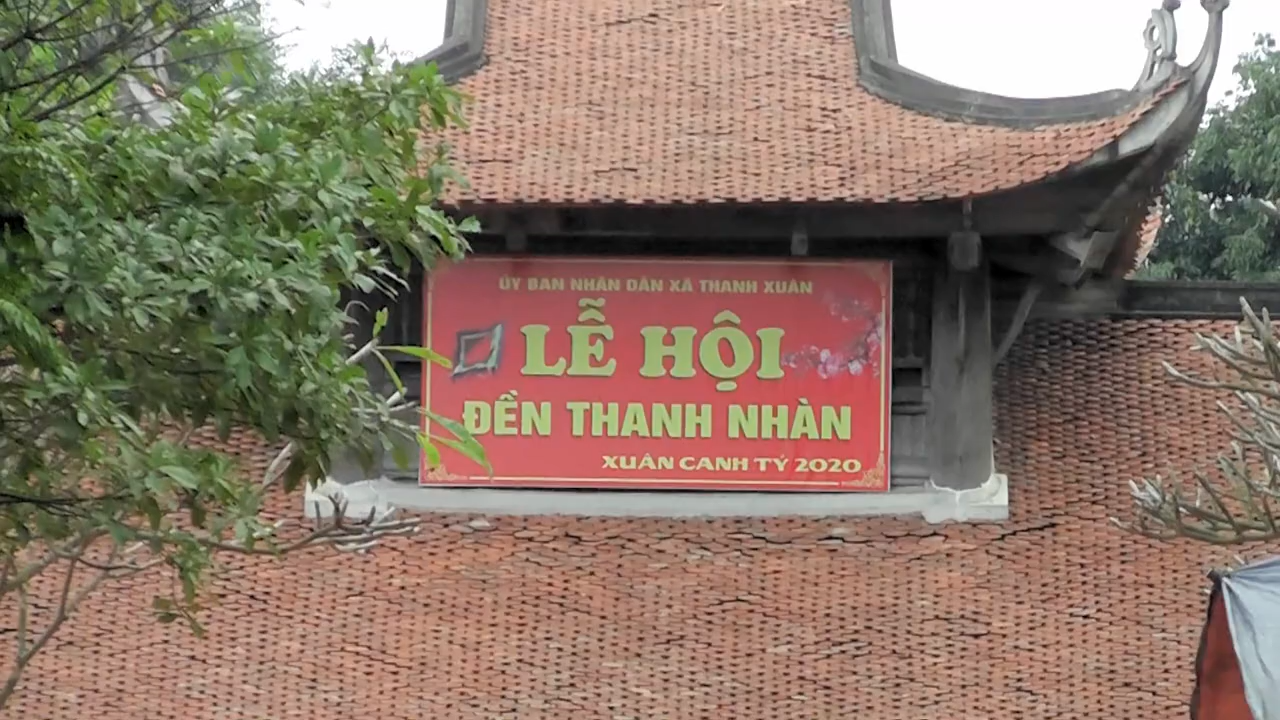 ỦY BAN NHÂN DÂN XÃ THANH XUÂN
LỄ HỘI
ĐỀN THANH NHÀN
XUÂN CANH TÝ 2020